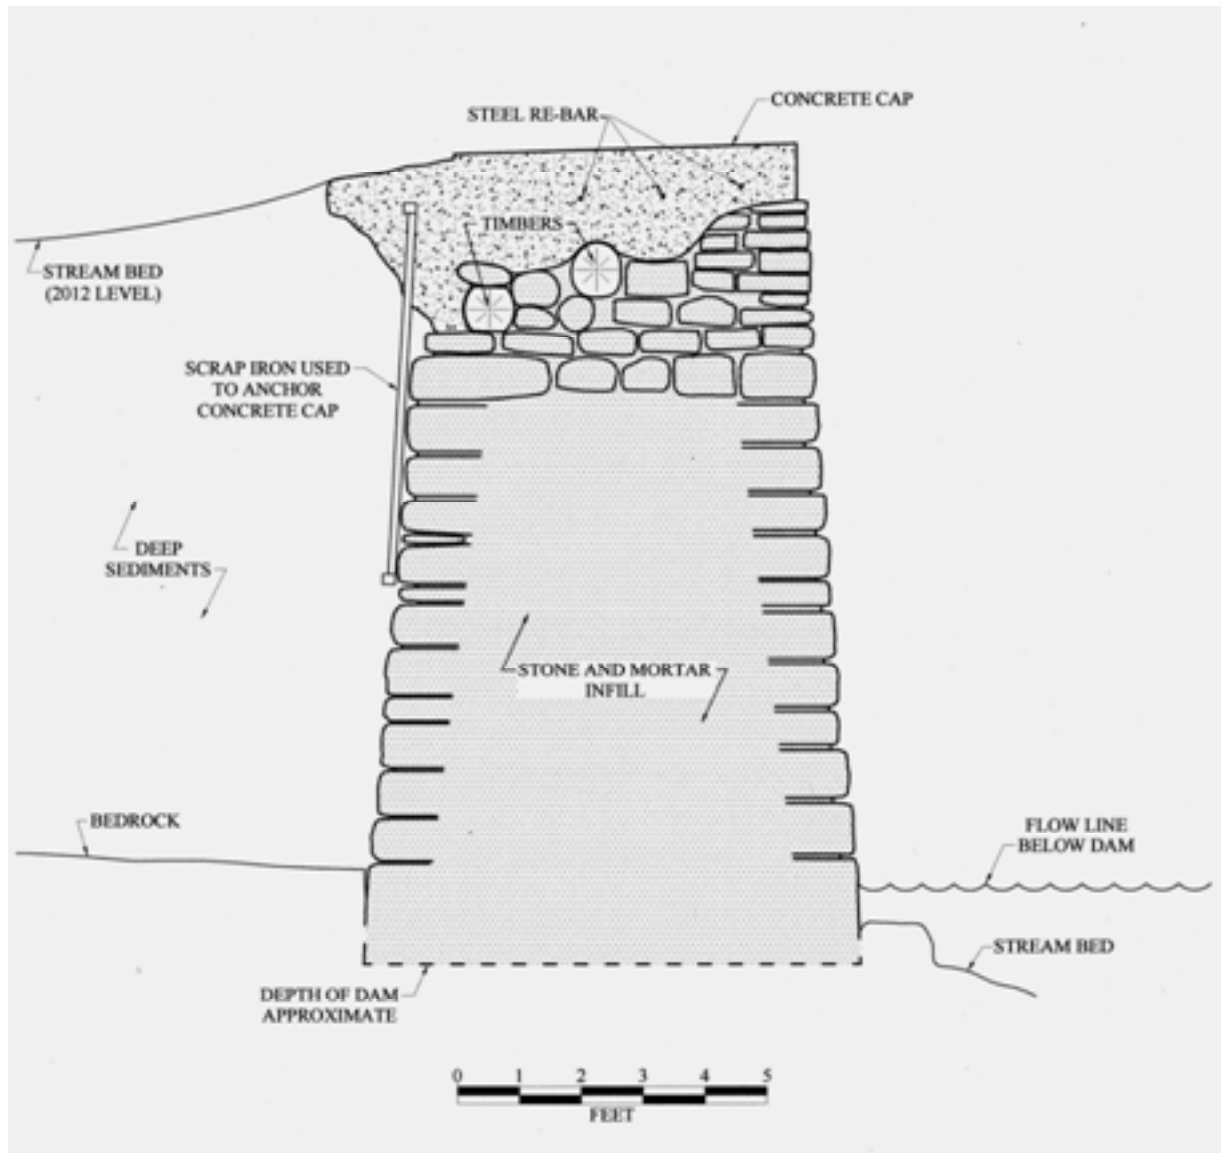 CONCRETE CAP
STEEL RE-BAR
TIMBERS
STREAM BED
(2012 LEVEL)
SCRAP IRON USED
TO ANCHOR
CONCRETE CAP
DEEP
SEDIMENTS
STONE AND MORTAR
INFILL
BEDROCK
FLOW LINE
BELOW DAM
STREAM BED
DEPTH OF DAM
APPROXIMATE
0 1 2 3 4 5
FEET